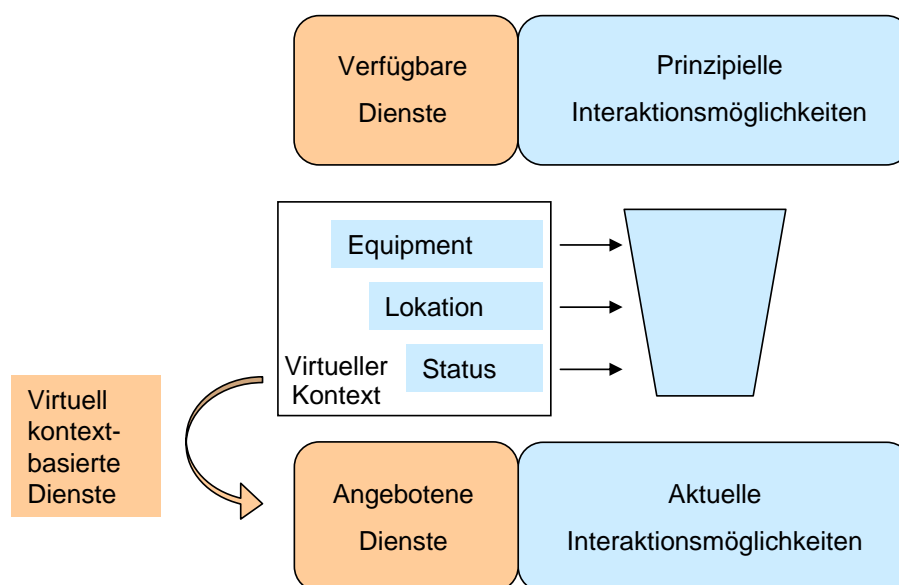 Verfügbare
Dienste
Prinzipielle
Interaktionsmöglichkeiten
Equipment
Lokation
Status
Virtueller
Kontext
Virtuell
kontext-
basierte
Dienste
Angebotene
Dienste
Aktuelle
Interaktionsmöglichkeiten